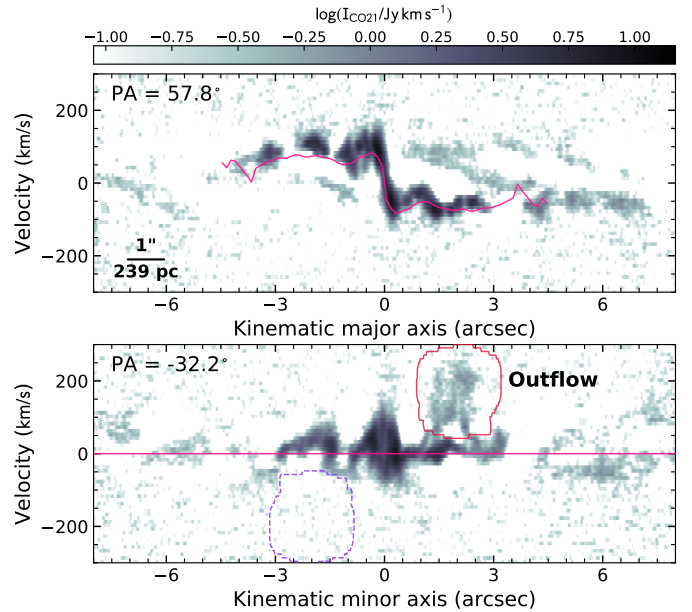 log(I_CO21/Jy km s⁻¹)
−1.00 −0.75 −0.50 −0.25 0.00 0.25 0.50 0.75 1.00
PA = 57.8°
200
0
−200
Velocity (km/s)
1"
239 pc
−6 −3 0 3 6
Kinematic major axis (arcsec)
PA = -32.2°
Outflow
200
0
−200
Velocity (km/s)
−6 −3 0 3 6
Kinematic minor axis (arcsec)